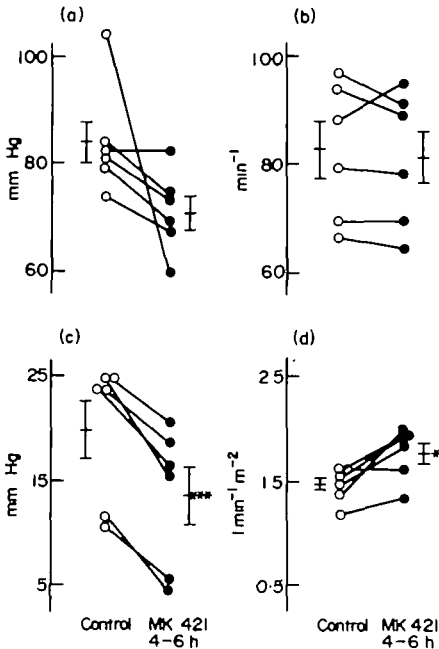 (a)
100
80
60
mm Hg
(b)
100
80
60
min⁻¹
(c)
25
15
5
mm Hg
***
Control MK 421
4-6 h
(d)
2.5
1.5
0.5
l min⁻¹ m⁻²
*
Control MK 421
4-6 h